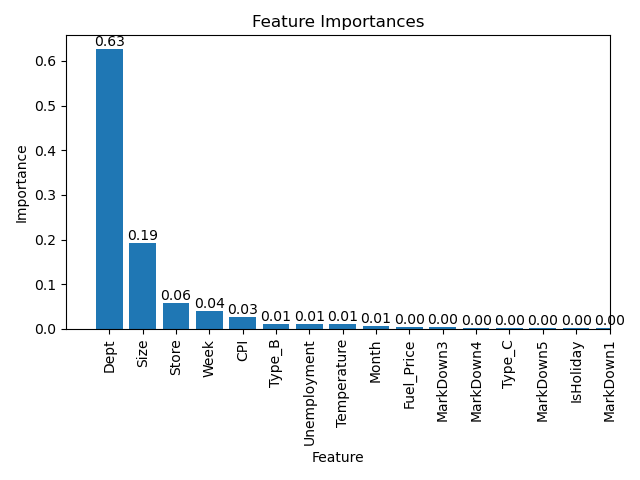 Feature Importances
Importance
0.6
0.5
0.4
0.3
0.2
0.1
0.0
0.63
0.19
0.06
0.04
0.03
0.01
0.01
0.01
0.01
0.00
0.00
0.00
0.00
0.00
0.00
0.00
Dept
Size
Store
Week
CPI
Type_B
Unemployment
Temperature
Month
Fuel_Price
MarkDown3
MarkDown4
Type_C
MarkDown5
IsHoliday
MarkDown1
Feature